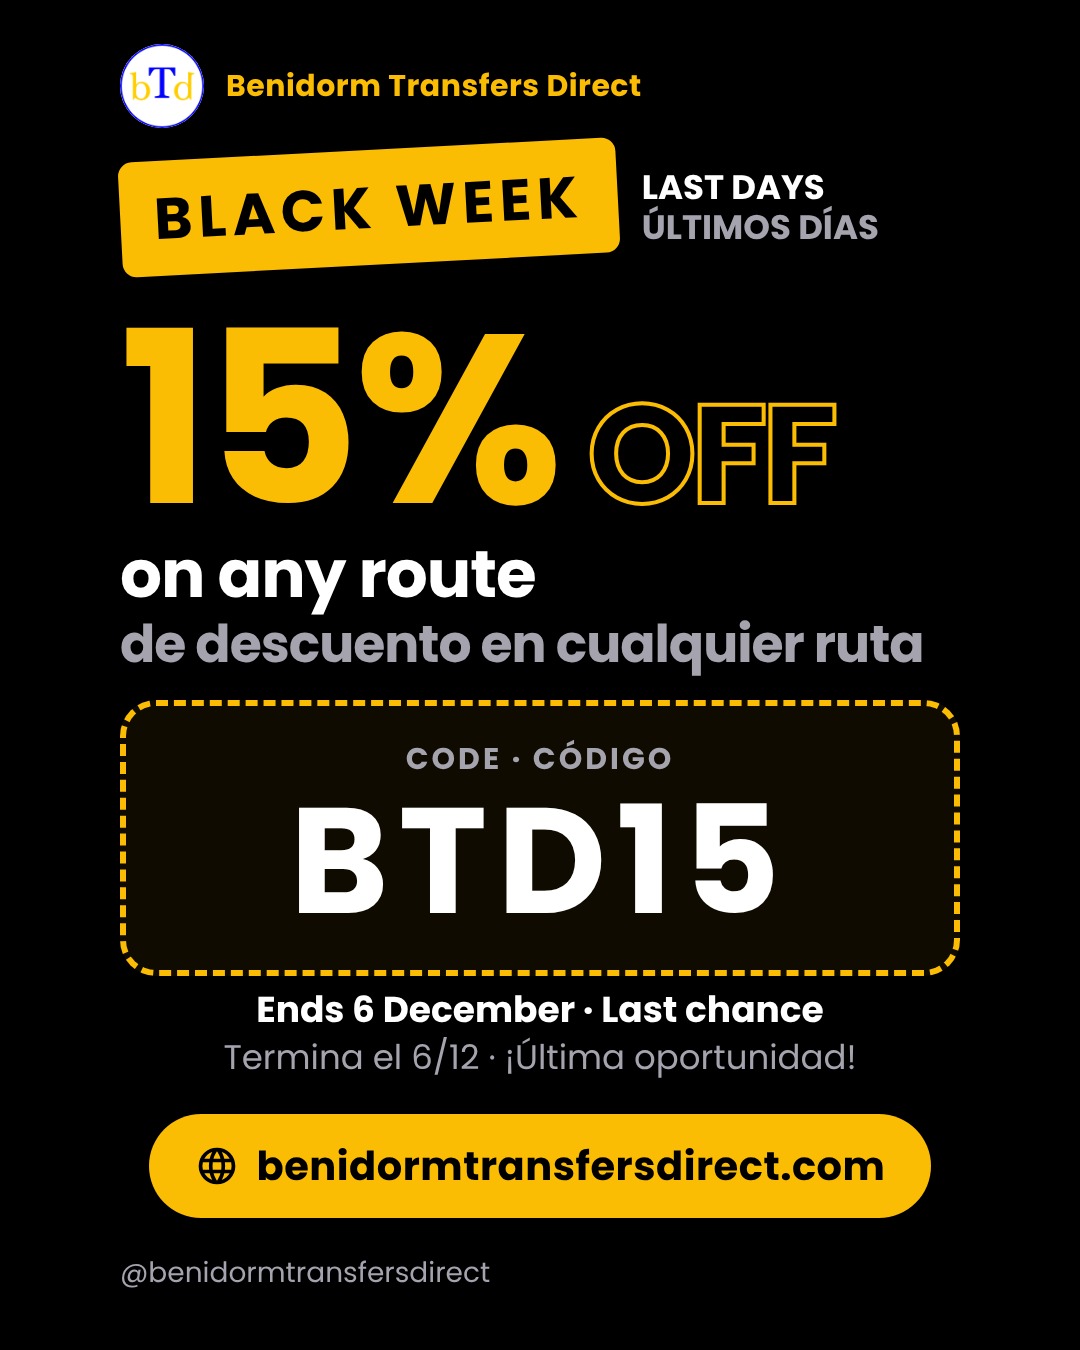 bTd
Benidorm Transfers Direct
BLACK WEEK
LAST DAYS
ÚLTIMOS DÍAS
15% OFF
on any route
de descuento en cualquier ruta
CODE · CÓDIGO
BTD15
Ends 6 December · Last chance
Termina el 6/12 · ¡Última oportunidad!
benidormtransfersdirect.com
@benidormtransfersdirect